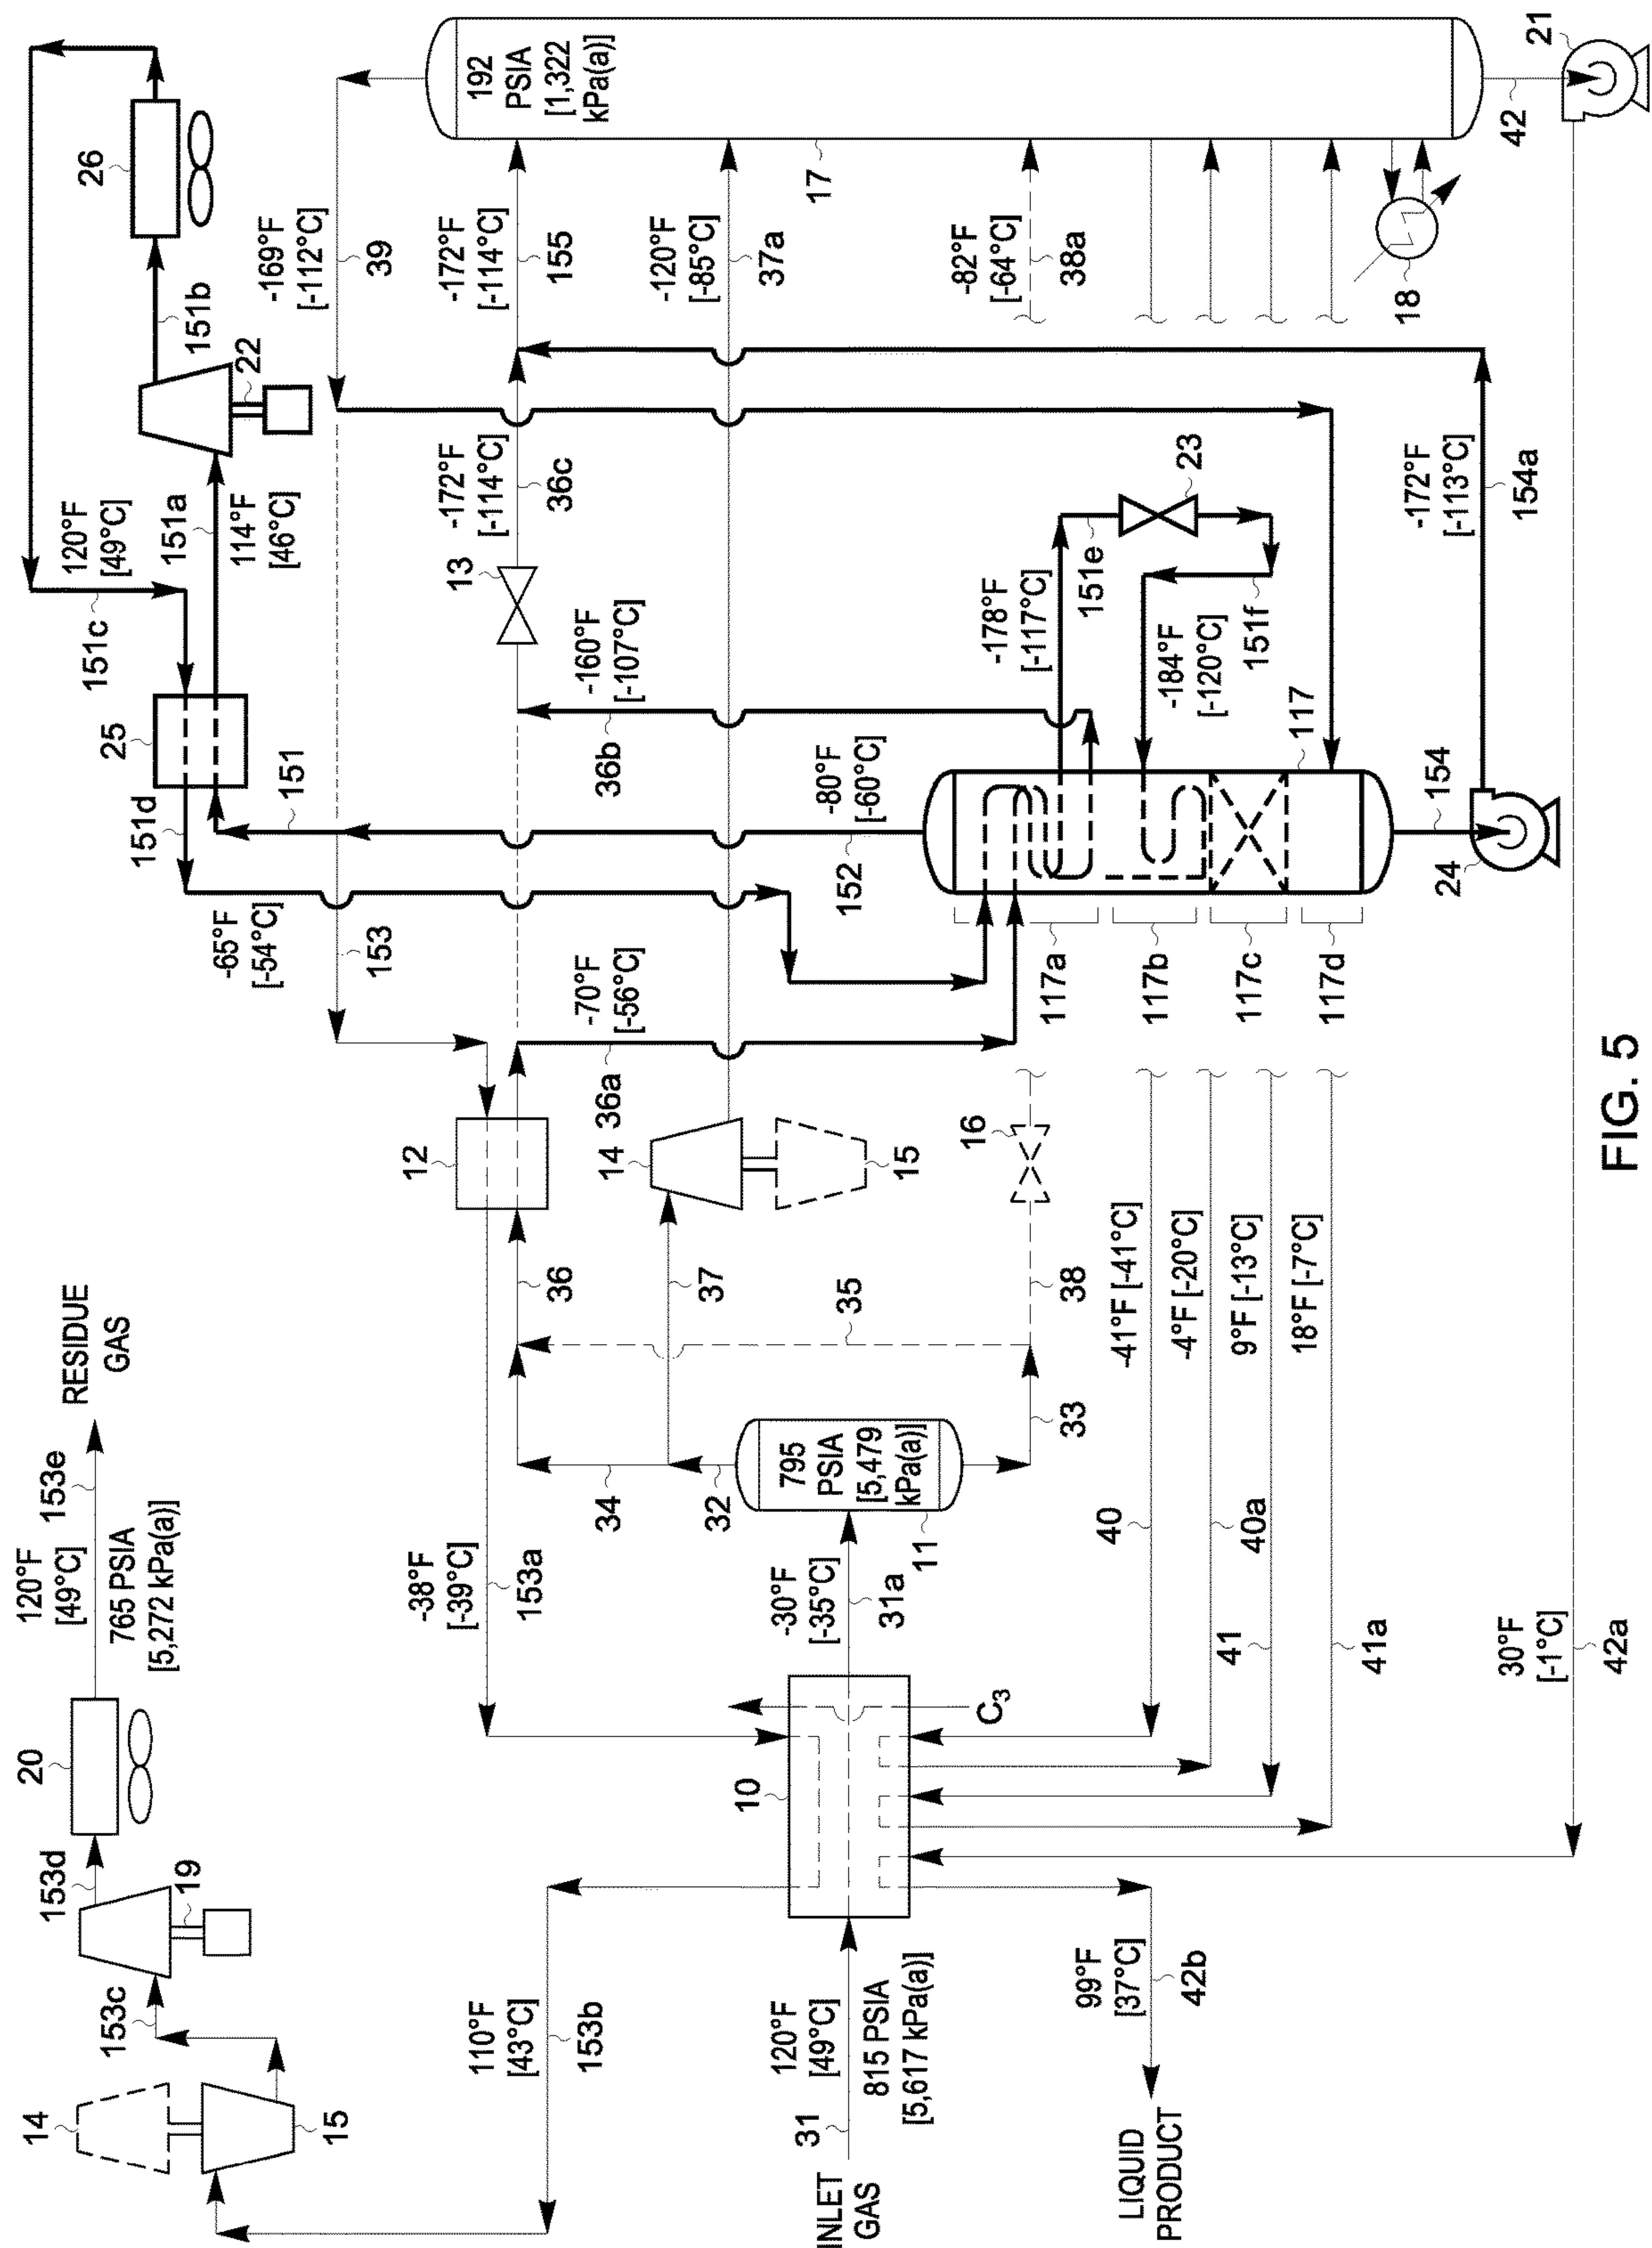 RESIDUE
GAS
153e
120°F
[49°C]
765 PSIA
[5,272 kPa(a)]
20
153d
19
153c
14
15
110°F
[43°C]
153b
INLET
GAS
31
120°F
[49°C]
815 PSIA
[5,617 kPa(a)]
10
C3
-30°F
[-35°C]
31a
-38°F
[-39°C]
153a
LIQUID
PRODUCT
99°F
[37°C]
42b
795
PSIA
[5,479
kPa(a)]
11
32
34
33
35
36
37
38
12
14
15
16
-41°F [-41°C]
40
-4°F [-20°C]
40a
9°F [-13°C]
41
18°F [-7°C]
41a
30°F
[-1°C]
42a
-70°F
[-56°C]
36a
-65°F
[-54°C]
153
151d
25
151
152
-80°F
[-60°C]
36b
-160°F
[-107°C]
13
-172°F
[-114°C]
36c
151c
120°F
[49°C]
151a
114°F
[46°C]
22
151b
26
-169°F
[-112°C]
39
-172°F
[-114°C]
155
-120°F
[-85°C]
37a
-82°F
[-64°C]
38a
192
PSIA
[1,322
kPa(a)]
17
18
42
21
-178°F
[-117°C]
151e
23
-184°F
[-120°C]
151f
117
117a
117b
117c
117d
154
24
-172°F
[-113°C]
154a
FIG. 5